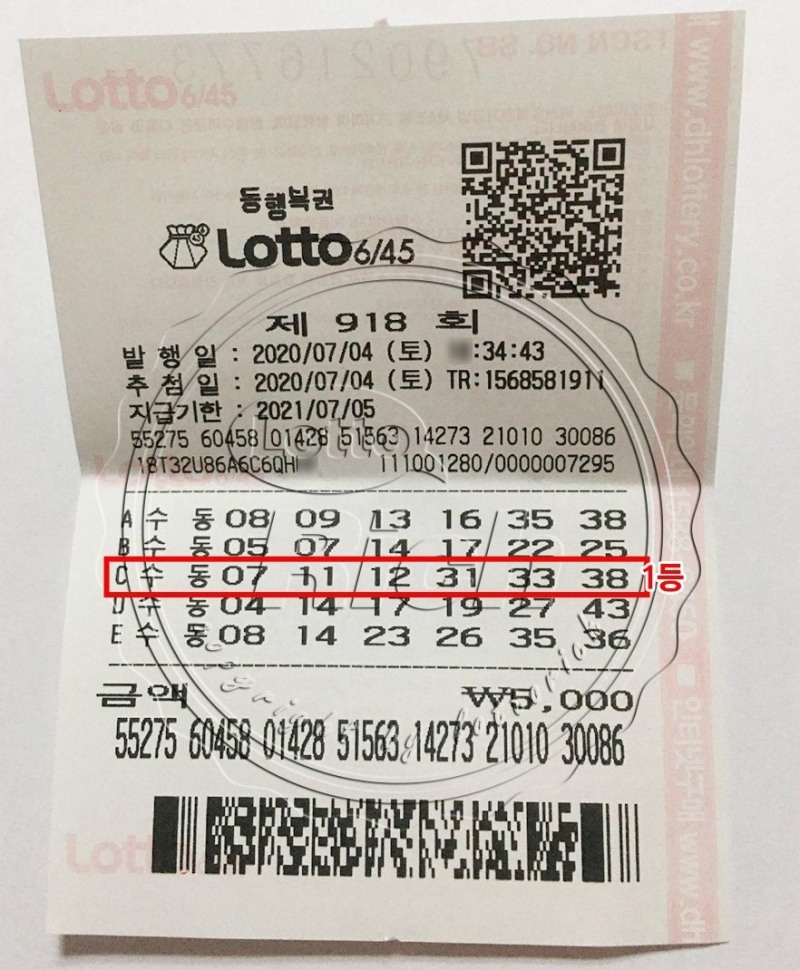 Lotto 6/45
동행복권
Lotto 6/45
제 918 회
발 행 일 : 2020/07/04 (토) :34:43
추 첨 일 : 2020/07/04 (토) TR:1568581911
지급기한 : 2021/07/05
55275 60458 01428 51563 14273 21010 30086
111001280/0000007295
A 수 동 08 09 13 16 35 38
B 수 동 05 07 14 17 22 25
C 수 동 07 11 12 31 33 38 1등
D 수 동 04 14 17 19 27 43
E 수 동 08 14 23 26 35 36
금액 ₩5,000
55275 60458 01428 51563 14273 21010 30086
Lotto
www.dhlottery.co.kr